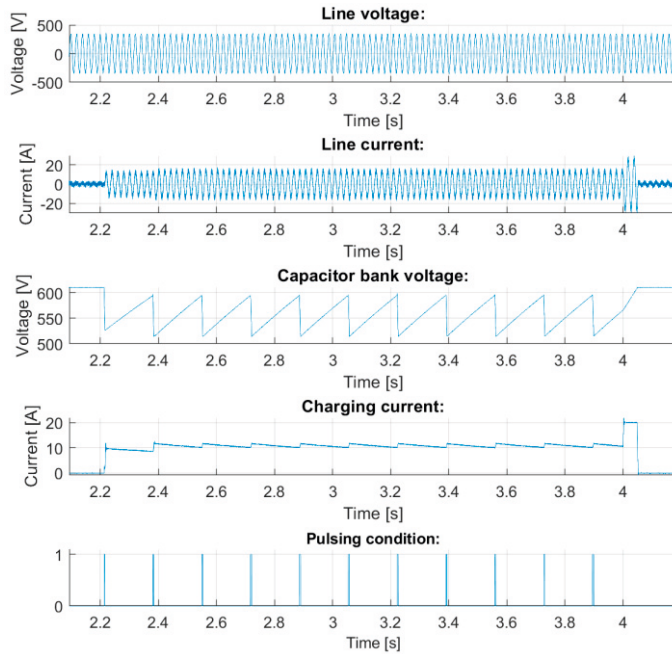 Line voltage:
Voltage [V]
500
0
-500
2.2 2.4 2.6 2.8 3 3.2 3.4 3.6 3.8 4
Time [s]
Line current:
Current [A]
20
0
-20
2.2 2.4 2.6 2.8 3 3.2 3.4 3.6 3.8 4
Time [s]
Capacitor bank voltage:
Voltage [V]
600
550
500
2.2 2.4 2.6 2.8 3 3.2 3.4 3.6 3.8 4
Time [s]
Charging current:
Current [A]
20
10
0
2.2 2.4 2.6 2.8 3 3.2 3.4 3.6 3.8 4
Time [s]
Pulsing condition:
1
0
2.2 2.4 2.6 2.8 3 3.2 3.4 3.6 3.8 4
Time [s]